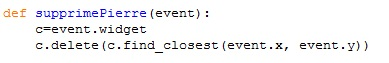 def supprimePierre(event):
    c=event.widget
    c.delete(c.find_closest(event.x, event.y))